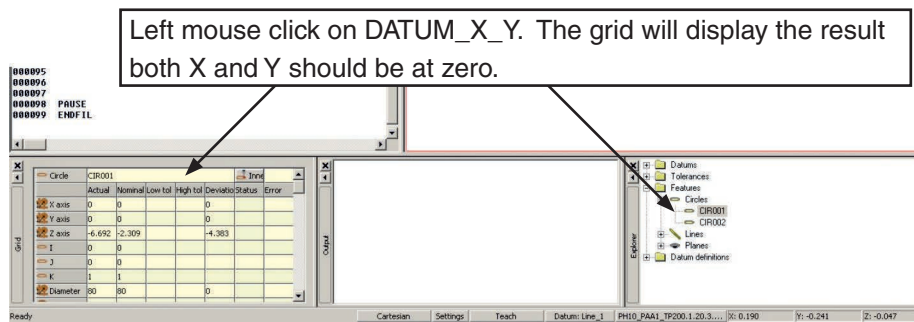 Left mouse click on DATUM_X_Y. The grid will display the result
both X and Y should be at zero.
000095
000096
000097
000098 PAUSE
000099 ENDFIL
Grid
Circle CIR001 Inne
Actual Nominal Low tol High tol Deviatio Status Error
X axis 0 0 0
Y axis 0 0 0
Z axis -6.692 -2.309 -4.383
I 0 0
J 0 0
K 1 1
Diameter 80 80 0
Output
Explorer
Datums
Tolerances
Features
Circles
CIR001
CIR002
Lines
Planes
Datum definitions
Ready Cartesian Settings Teach Datum: Line_1 PH10_PAA1_TP200.1.20.3.... X: 0.190 Y: -0.241 Z: -0.047